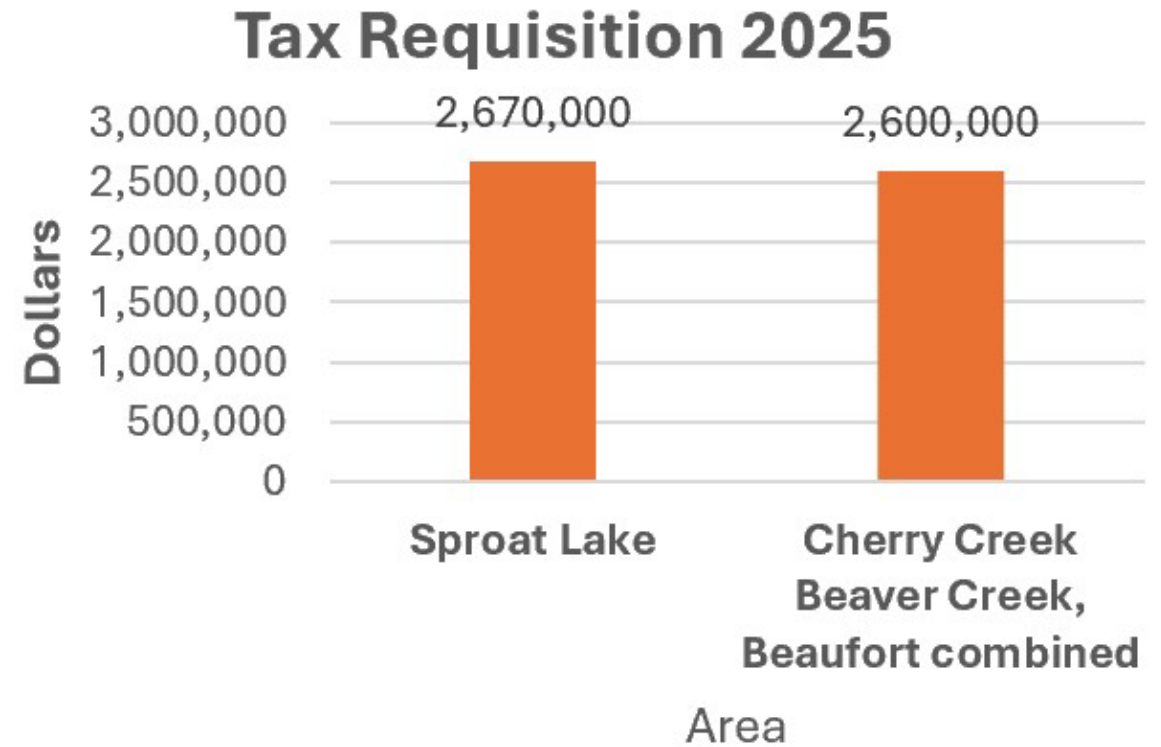 Tax Requisition 2025
Dollars
3,000,000
2,500,000
2,000,000
1,500,000
1,000,000
500,000
0
2,670,000
2,600,000
Sproat Lake
Cherry Creek
Beaver Creek,
Beaufort combined
Area